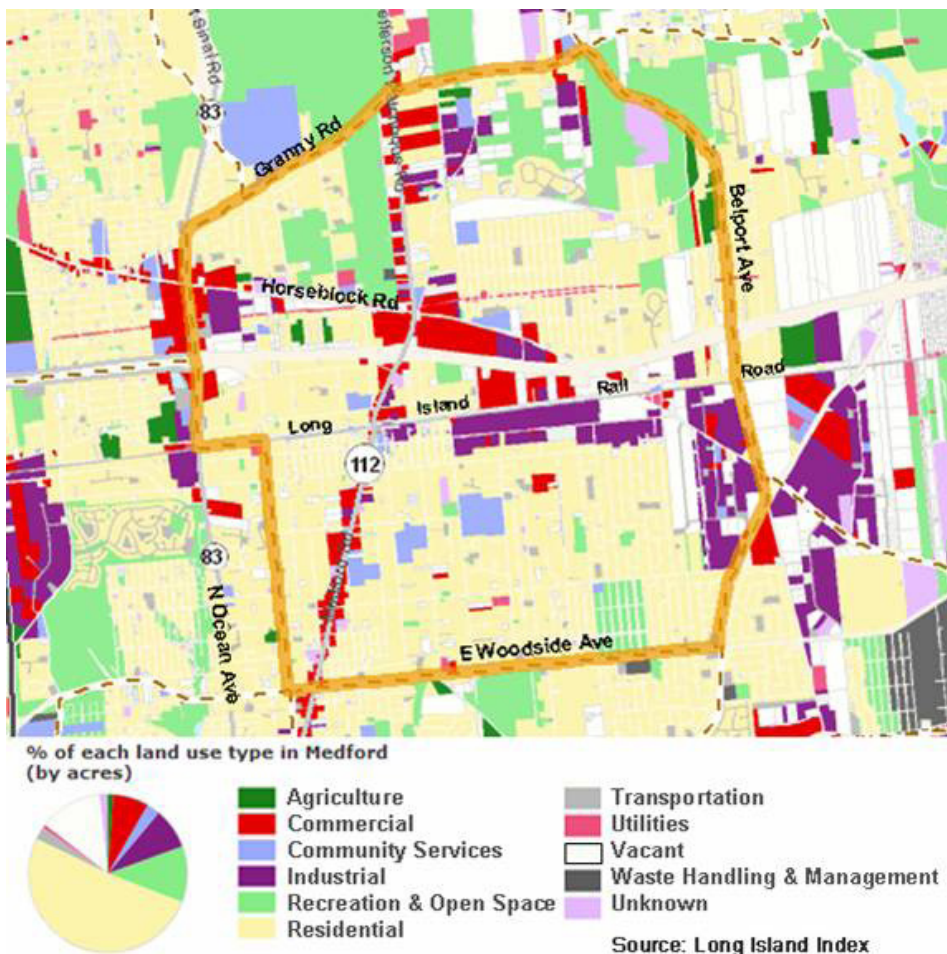 83
Granny Rd
Belport Ave
Horseblock Rd
Long
Island
Rail
Road
112
83
N Ocean Ave
E Woodside Ave
% of each land use type in Medford
(by acres)
Agriculture
Commercial
Community Services
Industrial
Recreation & Open Space
Residential
Transportation
Utilities
Vacant
Waste Handling & Management
Unknown
Source: Long Island Index